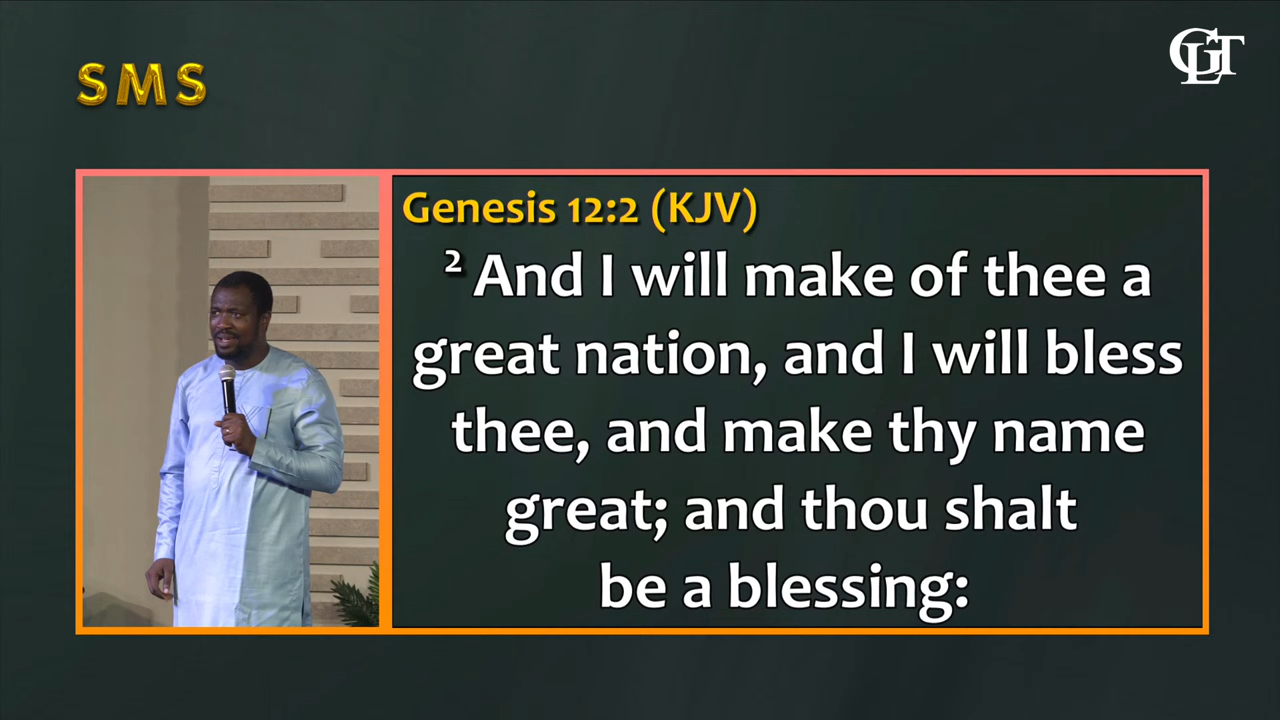 SMS
GLT
Genesis 12:2 (KJV)
2 And I will make of thee a
great nation, and I will bless
thee, and make thy name
great; and thou shalt
be a blessing: